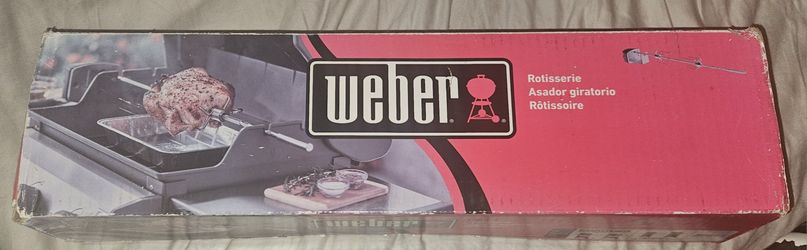 weber
Rotisserie
Asador giratorio
Rôtissoire